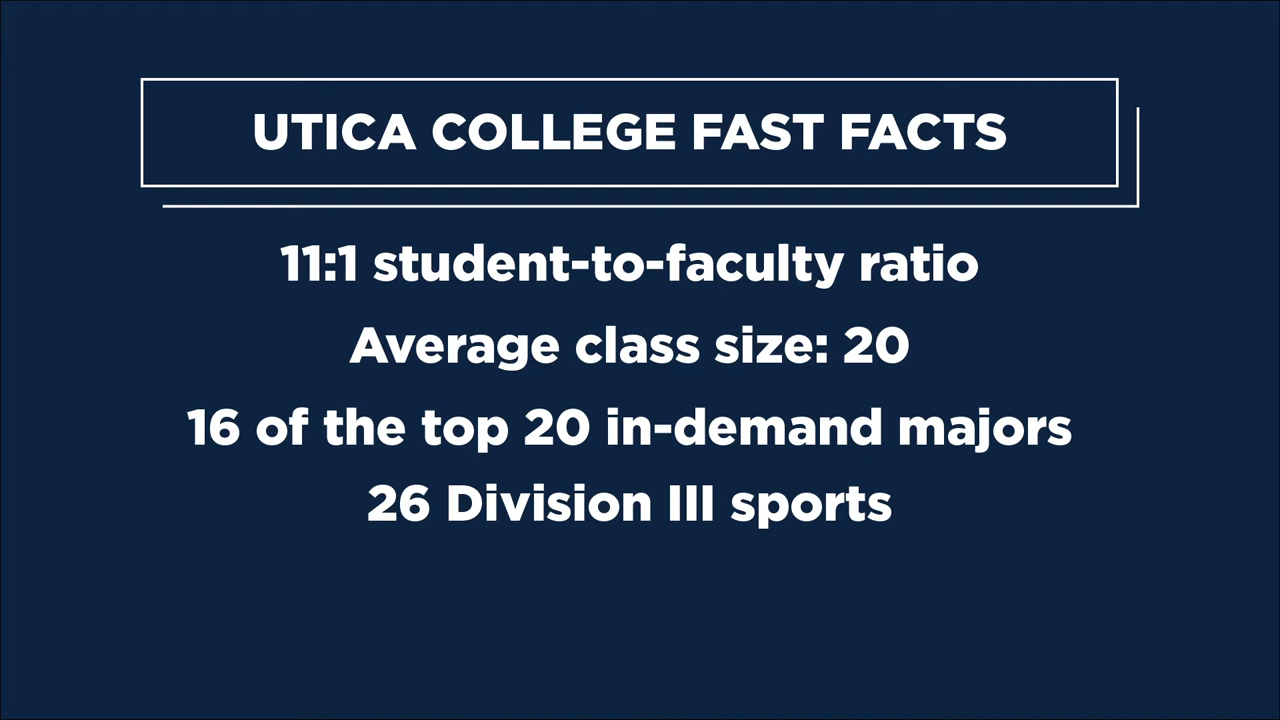 UTICA COLLEGE FAST FACTS
11:1 student-to-faculty ratio
Average class size: 20
16 of the top 20 in-demand majors
26 Division III sports